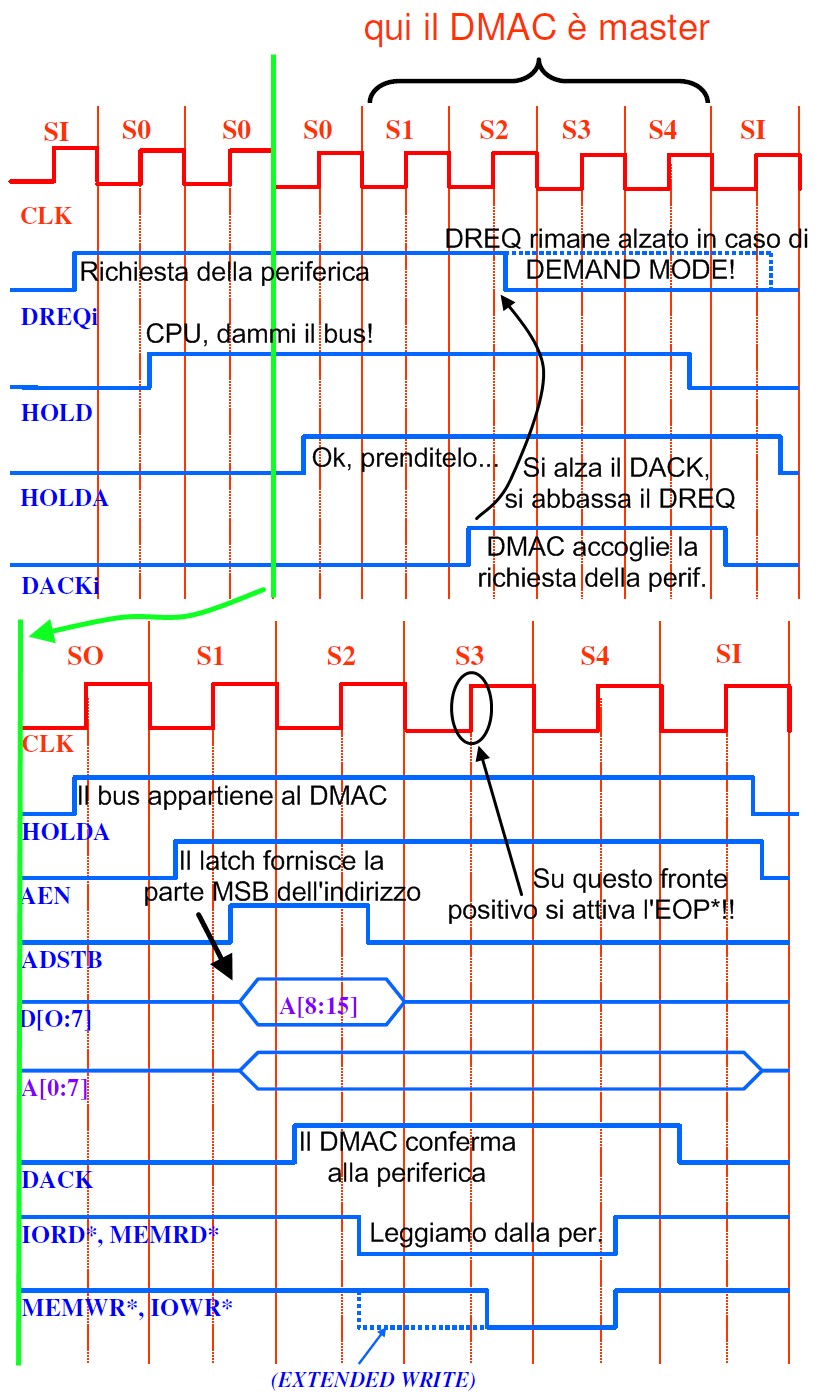 qui il DMAC è master
SI S0 S0 S0 S1 S2 S3 S4 SI
CLK
DREQ rimane alzato in caso di
DEMAND MODE!
Richiesta della periferica
DREQi
CPU, dammi il bus!
HOLD
Ok, prenditelo...
Si alza il DACK,
si abbassa il DREQ
HOLDA
DMAC accoglie la
richiesta della perif.
DACKi
SO S1 S2 S3 S4 SI
CLK
Il bus appartiene al DMAC
HOLDA
Il latch fornisce la
parte MSB dell'indirizzo
AEN
Su questo fronte
positivo si attiva l'EOP*!!
ADSTB
A[8:15]
D[O:7]
A[0:7]
Il DMAC conferma
alla periferica
DACK
IORD*, MEMRD*
Leggiamo dalla per.
MEMWR*, IOWR*
(EXTENDED WRITE)